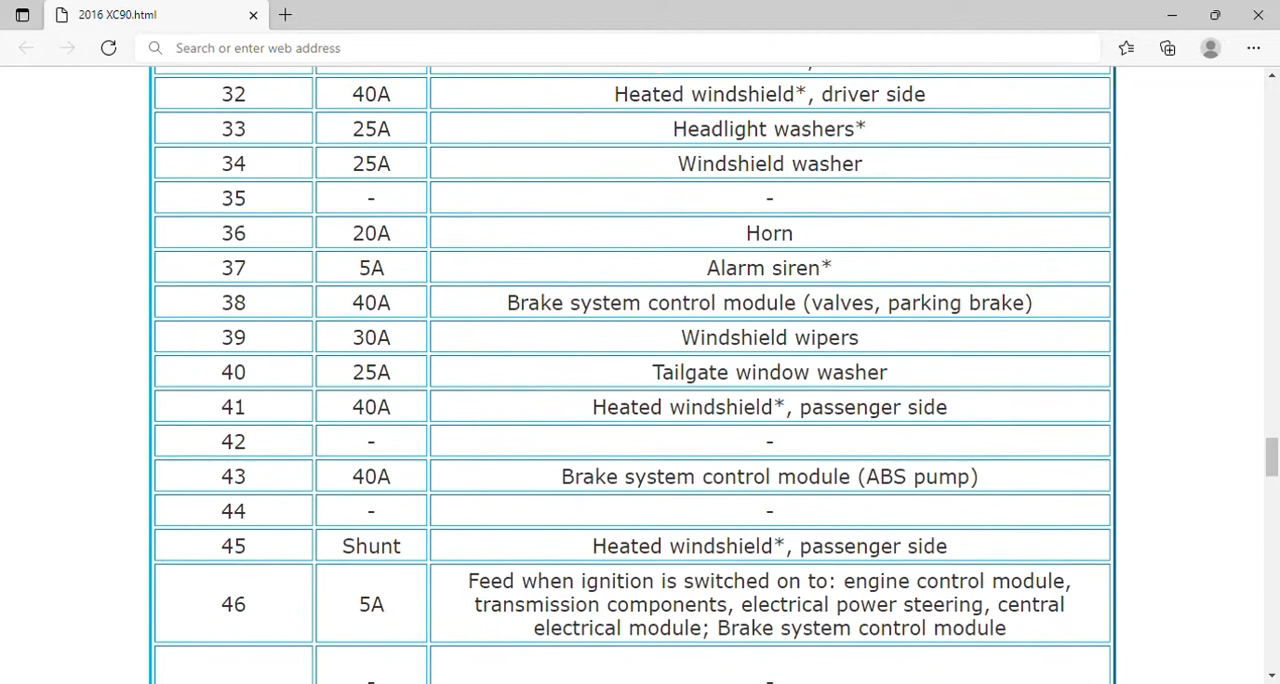 2016 XC90.html
Search or enter web address
32 40A Heated windshield*, driver side
33 25A Headlight washers*
34 25A Windshield washer
35 - -
36 20A Horn
37 5A Alarm siren*
38 40A Brake system control module (valves, parking brake)
39 30A Windshield wipers
40 25A Tailgate window washer
41 40A Heated windshield*, passenger side
42 - -
43 40A Brake system control module (ABS pump)
44 - -
45 Shunt Heated windshield*, passenger side
Feed when ignition is switched on to: engine control module,
46 5A transmission components, electrical power steering, central
electrical module; Brake system control module
- -